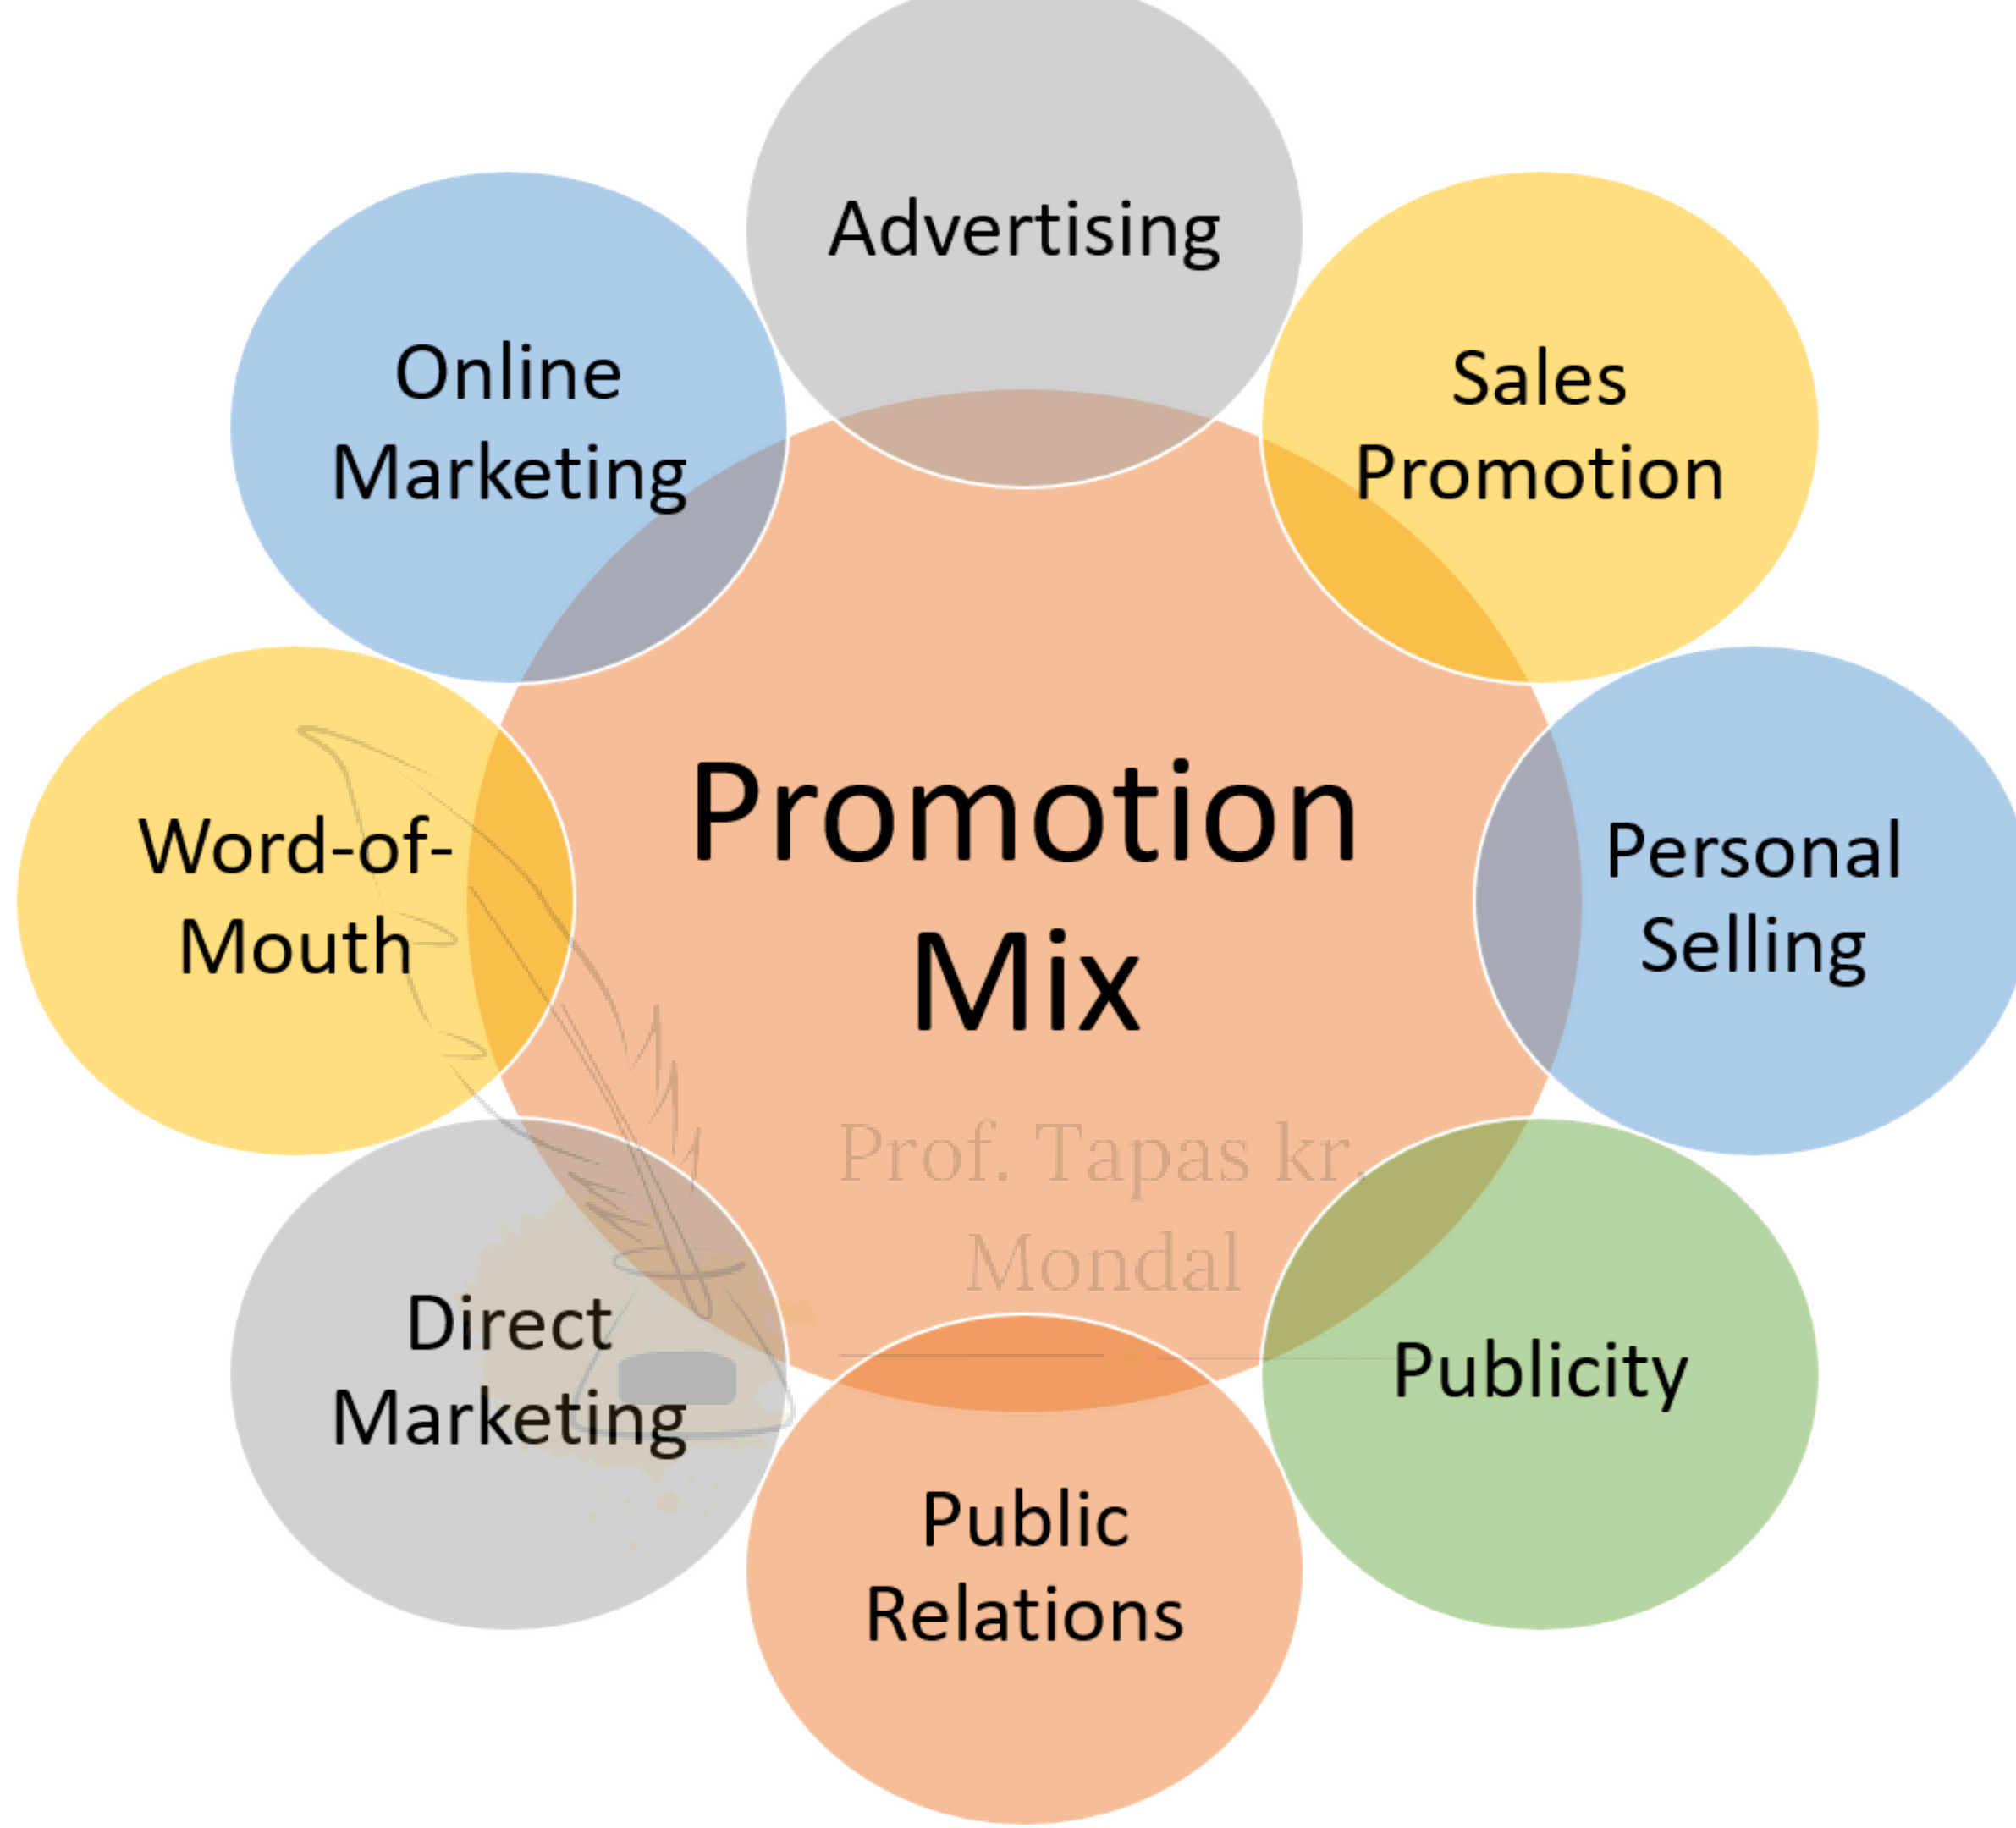 Advertising
Sales
Promotion
Personal
Selling
Publicity
Public
Relations
Direct
Marketing
Word-of-
Mouth
Online
Marketing
Promotion
Mix
Prof. Tapas kr.
Mondal